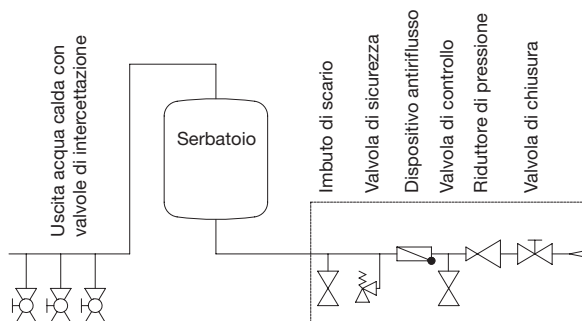 Uscita acqua calda con
valvole di intercettazione
Serbatoio
Imbuto di scario
Valvola di sicurezza
Dispositivo antiriflusso
Valvola di controllo
Riduttore di pressione
Valvola di chiusura